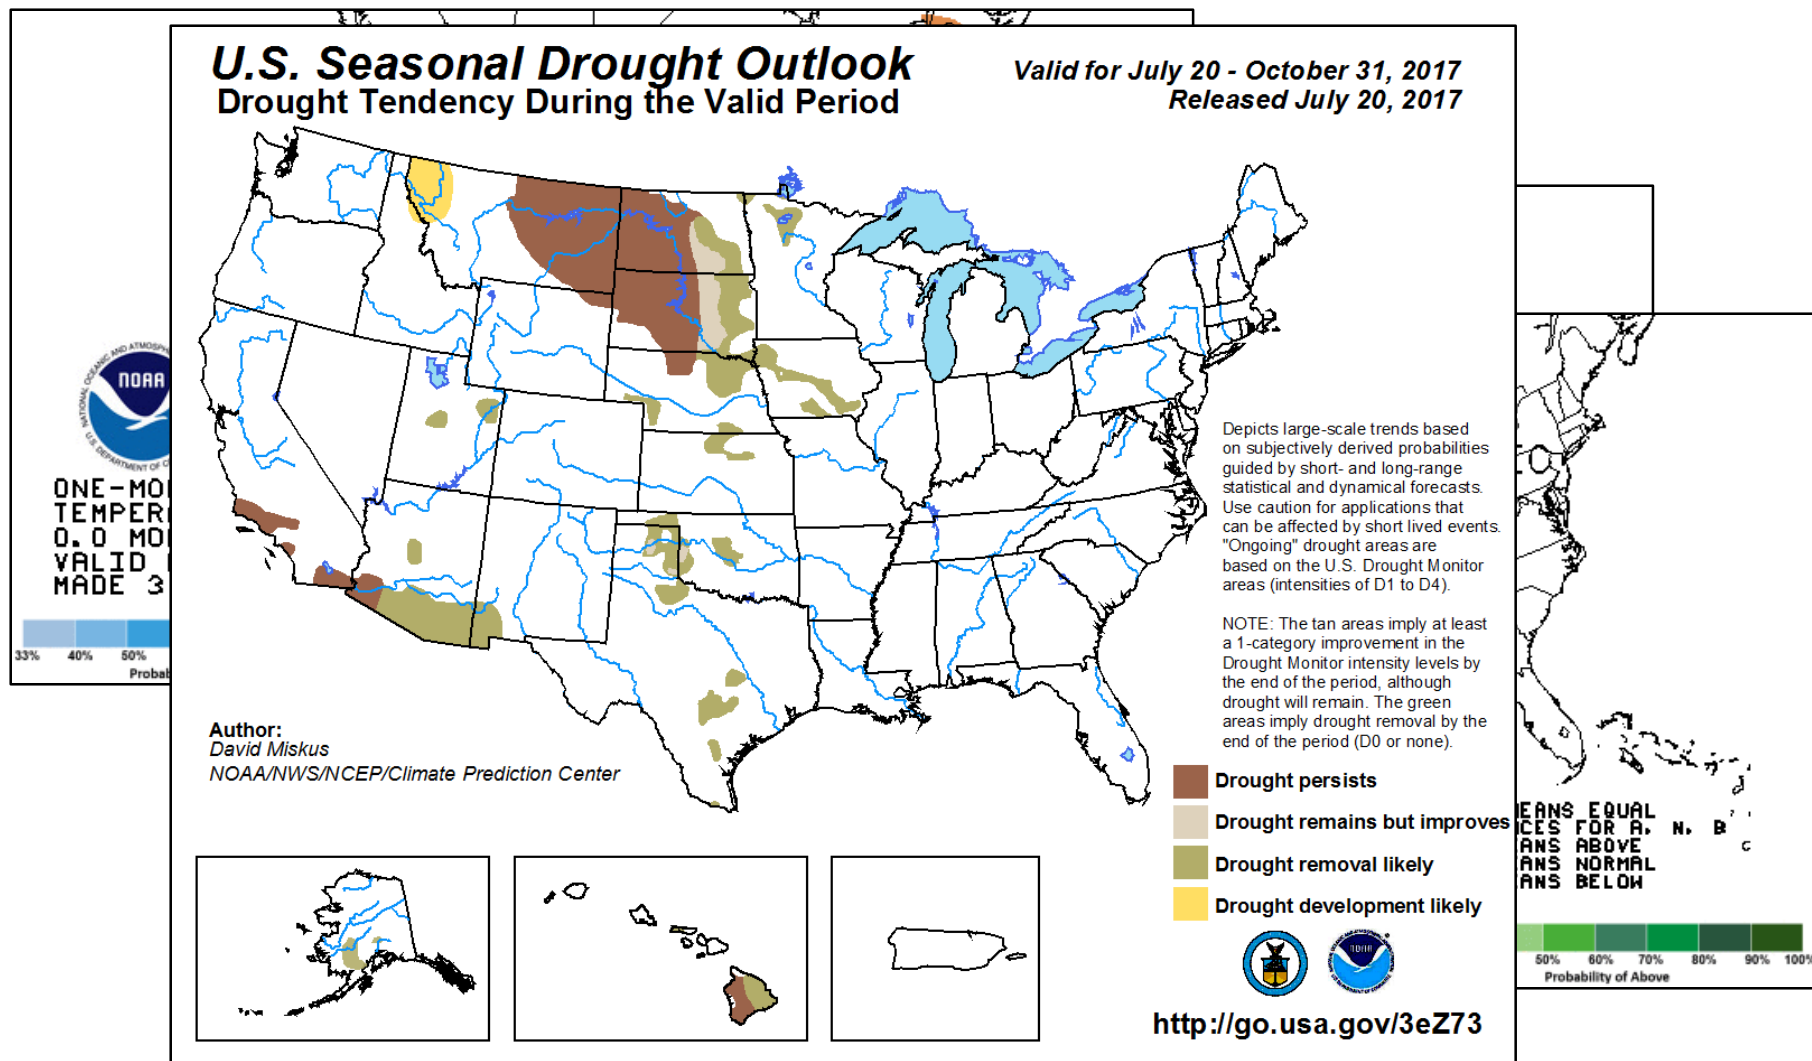 U.S. Seasonal Drought Outlook
Drought Tendency During the Valid Period
Valid for July 20 - October 31, 2017
Released July 20, 2017
Depicts large-scale trends based
on subjectively derived probabilities
guided by short- and long-range
statistical and dynamical forecasts.
Use caution for applications that
can be affected by short lived events.
"Ongoing" drought areas are
based on the U.S. Drought Monitor
areas (intensities of D1 to D4).
NOTE: The tan areas imply at least
a 1-category improvement in the
Drought Monitor intensity levels by
the end of the period, although
drought will remain. The green
areas imply drought removal by the
end of the period (D0 or none).
Author:
David Miskus
NOAA/NWS/NCEP/Climate Prediction Center
Drought persists
Drought remains but improves
Drought removal likely
Drought development likely
NOAA
http://go.usa.gov/3eZ73
NOAA
NATIONAL OCEANIC AND ATMOSPH
U.S. DEPARTMENT OF C
ONE-MO
TEMPER
0.0 MO
VALID
MADE 3
33% 40% 50%
Probab
EANS EQUAL
CES FOR A, N, B
ANS ABOVE
ANS NORMAL
ANS BELOW
50% 60% 70% 80% 90% 100%
Probability of Above